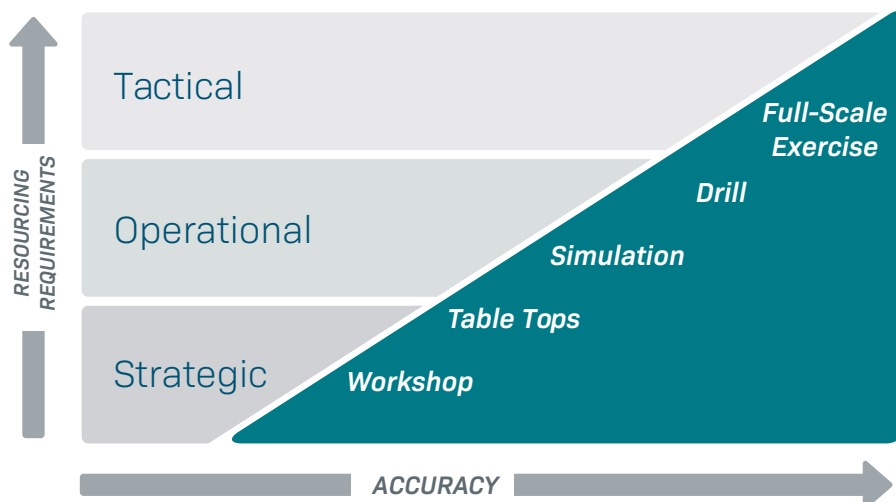 RESOURCING
REQUIREMENTS
Tactical
Operational
Strategic
Full-Scale
Exercise
Drill
Simulation
Table Tops
Workshop
ACCURACY